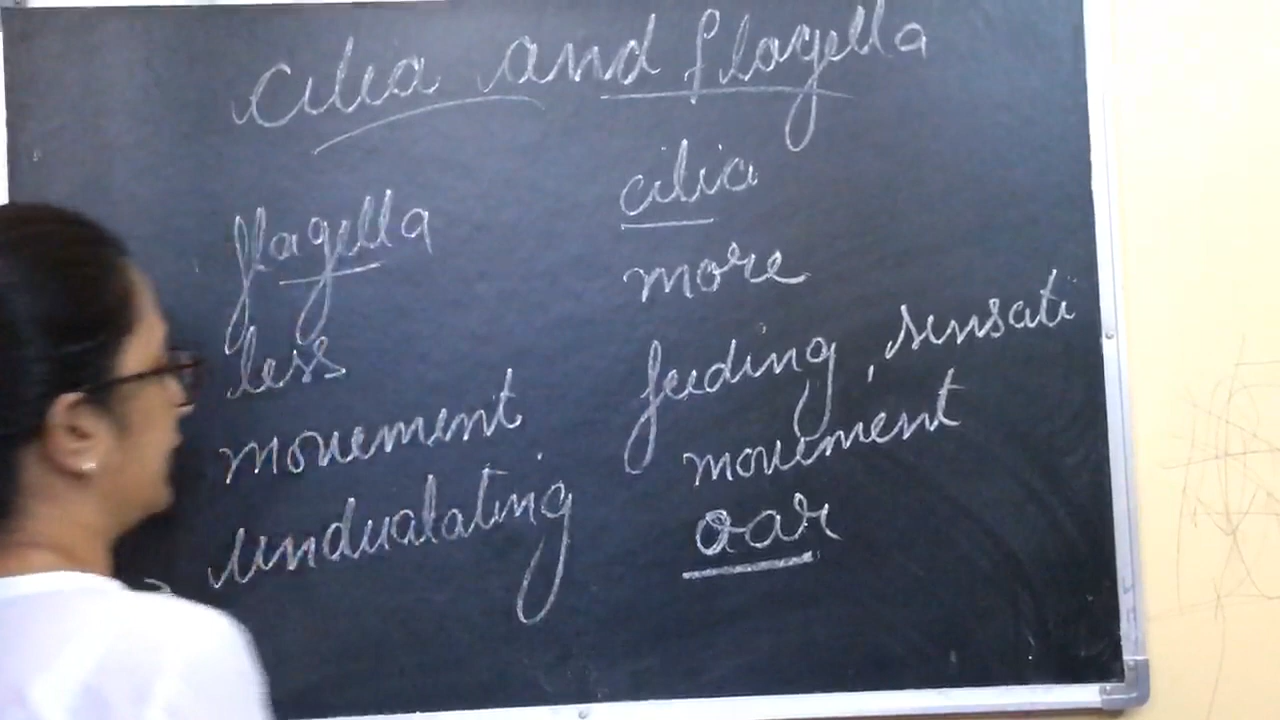 cilia and flagella
flagella
less
movement
undualating
cilia
more
feeding, sensati
movement
oar